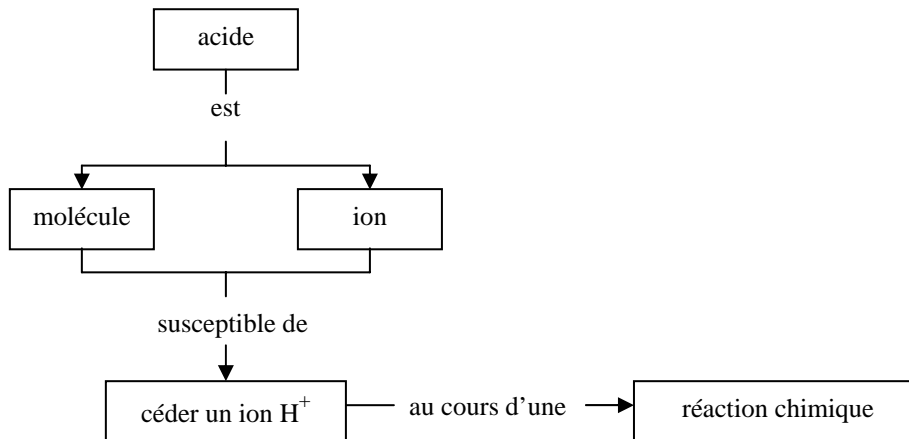 acide
est
molécule ion
susceptible de
céder un ion H⁺ au cours d’une réaction chimique